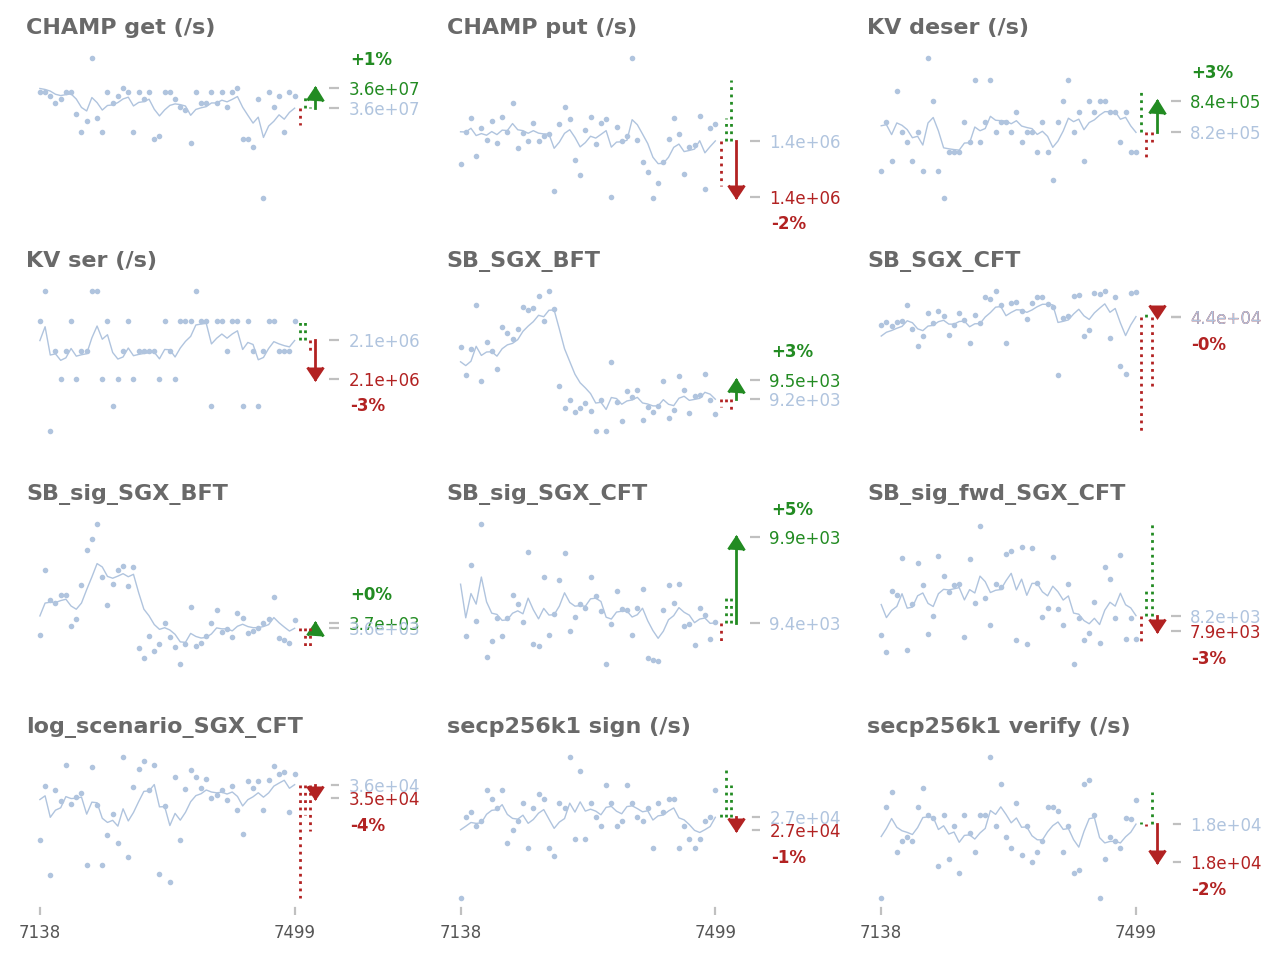 CHAMP get (/s)
+1%
3.6e+07
3.6e+07
CHAMP put (/s)
1.4e+06
1.4e+06
-2%
KV deser (/s)
+3%
8.4e+05
8.2e+05
KV ser (/s)
2.1e+06
2.1e+06
-3%
SB_SGX_BFT
+3%
9.5e+03
9.2e+03
SB_SGX_CFT
4.4e+04
-0%
SB_sig_SGX_BFT
+0%
3.7e+03
3.6e+03
SB_sig_SGX_CFT
+5%
9.9e+03
9.4e+03
SB_sig_fwd_SGX_CFT
8.2e+03
7.9e+03
-3%
log_scenario_SGX_CFT
3.6e+04
3.5e+04
-4%
7138
7499
secp256k1 sign (/s)
2.7e+04
2.7e+04
-1%
7138
7499
secp256k1 verify (/s)
1.8e+04
1.8e+04
-2%
7138
7499